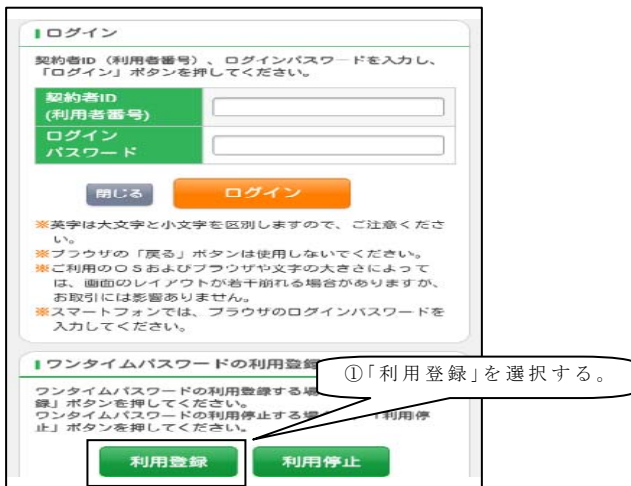 ログイン
契約者ID（利用者番号）、ログインパスワードを入力し、
「ログイン」ボタンを押してください。
契約者ID
(利用者番号)
ログイン
パスワード
閉じる
ログイン
※英字は大文字と小文字を区別しますので、ご注意くださ
い。
※ブラウザの「戻る」ボタンは使用しないでください。
※ご利用のＯＳおよびブラウザや文字の大きさによって
は、画面のレイアウトが若干崩れる場合がありますが、
お取引には影響ありません。
※スマートフォンでは、ブラウザのログインパスワードを
入力してください。
ワンタイムパスワードの利用登録
①「利用登録」を選択する。
ワンタイムパスワードの利用登録する場
録」ボタンを押してください。
ワンタイムパスワードの利用停止する場 「利用停
止」ボタンを押してください。
利用登録
利用停止